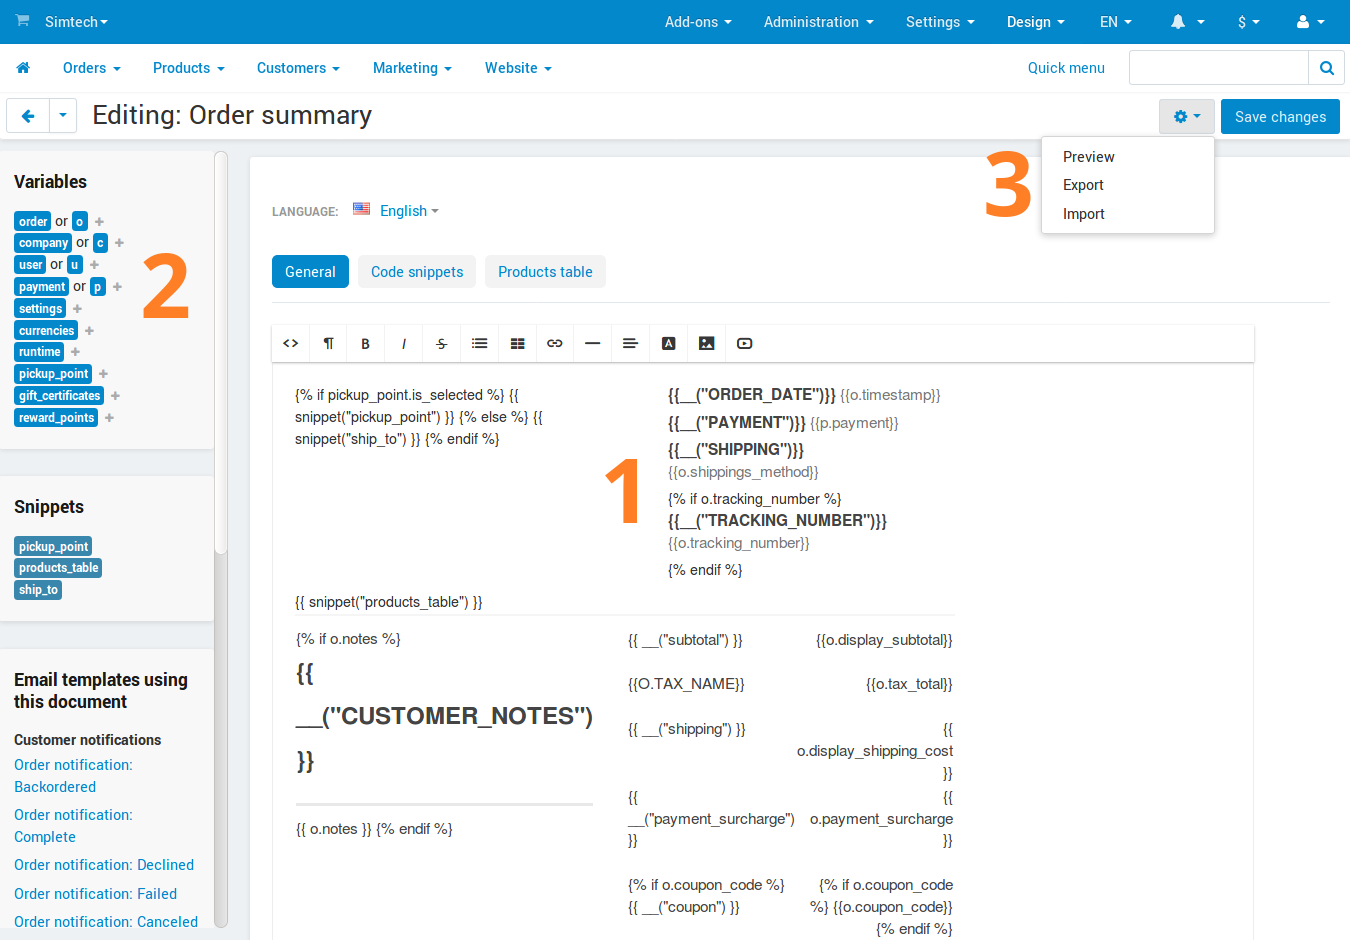 Simtech
Add-ons
Administration
Settings
Design
EN
$
Orders
Products
Customers
Marketing
Website
Quick menu
Editing: Order summary
Save changes
Preview
Export
Import
3
Variables
order or o +
company or c +
user or u +
payment or p +
settings +
currencies +
runtime +
pickup_point +
gift_certificates +
reward_points +
2
Snippets
pickup_point
products_table
ship_to
Email templates using
this document
Customer notifications
Order notification:
Backordered
Order notification:
Complete
Order notification: Declined
Order notification: Failed
Order notification: Canceled
LANGUAGE: English
General
Code snippets
Products table
<> ¶ B I S A
{% if pickup_point.is_selected %} {{
snippet("pickup_point") }} {% else %} {{
snippet("ship_to") }} {% endif %}
{{__("ORDER_DATE")}} {{o.timestamp}}
{{__("PAYMENT")}} {{p.payment}}
{{__("SHIPPING")}}
{{o.shippings_method}}
{% if o.tracking_number %}
{{__("TRACKING_NUMBER")}}
{{o.tracking_number}}
{% endif %}
1
{{ snippet("products_table") }}
{% if o.notes %}
{{
__("CUSTOMER_NOTES")
}}
{{ o.notes }} {% endif %}
{{ __("subtotal") }} {{o.display_subtotal}}
{{O.TAX_NAME}} {{o.tax_total}}
{{ __("shipping") }} {{
o.display_shipping_cost
}}
{{ {{
__("payment_surcharge") o.payment_surcharge
}} }}
{% if o.coupon_code %} {% if o.coupon_code
{{ __("coupon") }} %} {{o.coupon_code}}
{% endif %}